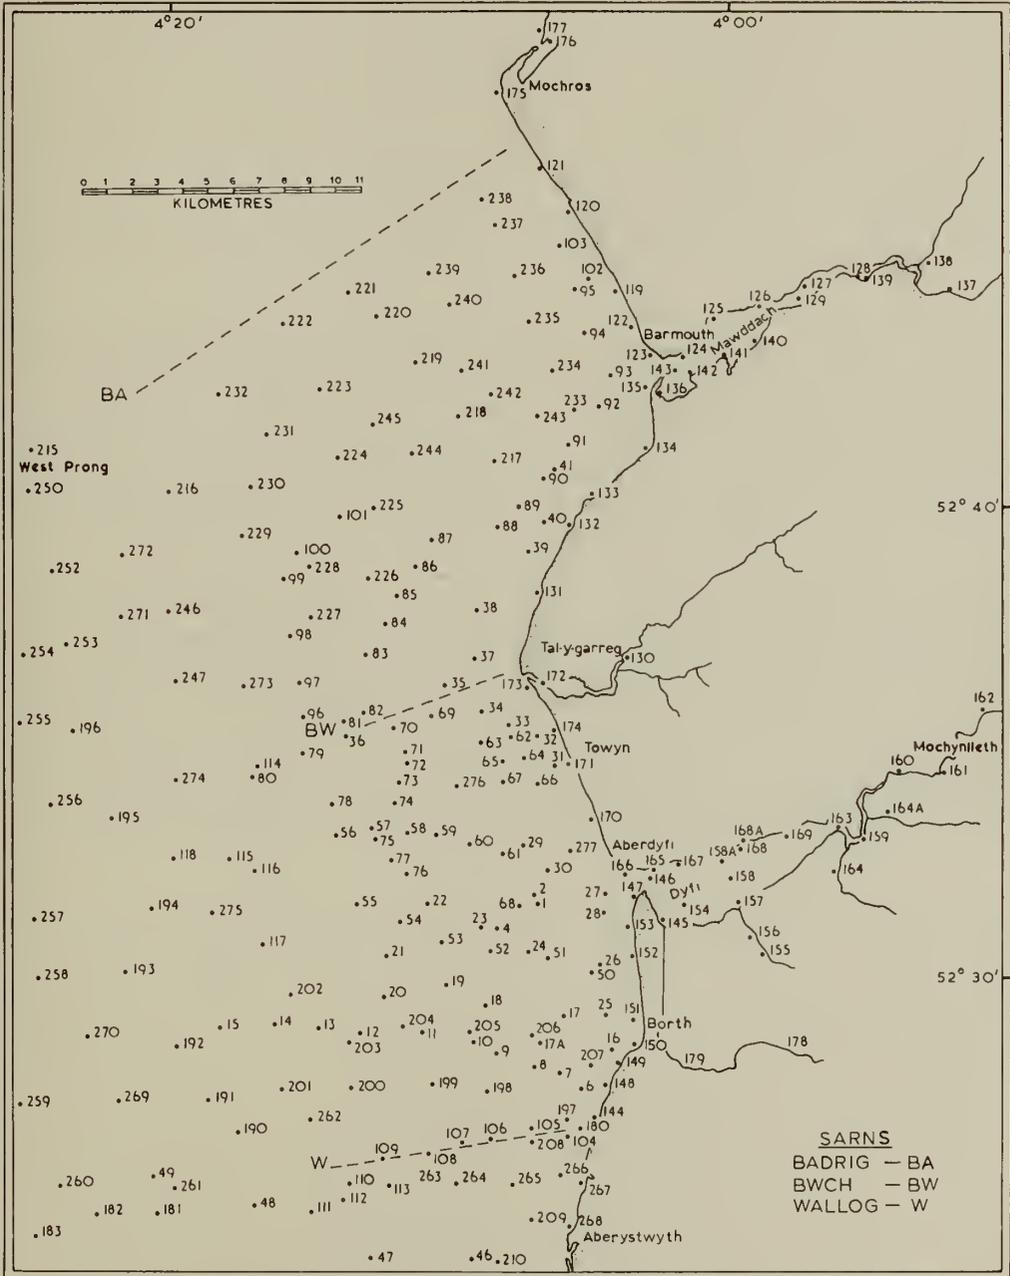 4°20' 4°00'
177
176
Mochros
175
121
0 1 2 3 4 5 6 7 8 9 10 11
KILOMETRES
238
120
237
103
138
239 236 102
128
221 95 119 127 139 137
240 126 129
220 125
222 235 122
94 Barmouth Mawddach 140
123 124 141
219 241 234 93 143 142
BA 232 223 242 135 136
233 92
245 218 243
231
215 91 134
West Prong 224 244 217 41
250 216 230 90
225 89 133
101 88 40 132 52°40'
229 87
272 100 39
252 228 86
99 226
85 131
271 246 227 38
84
98
253
254 83 37 Tal-y-garreg 130
247 273 97 35 173 172
162
96 82 34
255 81 69
196 BW 36 70 33 174
62 32
79 71 63 Towyn Mochynlleth
114 72 65 64 31 171 160 161
274 80 73 276 67 66
256 78 74
195 170 164A
57 58 59 163
56 75 60 29 277 Aberdyfi 168A 169 159
118 115 77 61 165 167 158A 168
116 76 30 166 146 158 164
2 27 147 Dyfi
194 55 22 68 1 154 157
257 275 54 23 4 28 153 145
117 53 24 156
21 52 51 152 155
258 193 26 52°30'
50
202 20 19
18
17 25 151
15 14 13 204 205 206 Borth
270 12 11 10 17A 16 150 178
192 203 9 207 149 179
8
7
201 200 199 198 6 148
259 269 191
262 197 144
190 105 180
107 106 208 104
109
W 108
SARNS
BADRIG — BA
BWCH — BW
WALLOG — W
49 266
260 261 110 113 263 264 265 267
182 181 48 111 112
183 209 268
Aberystwyth
47 46 210